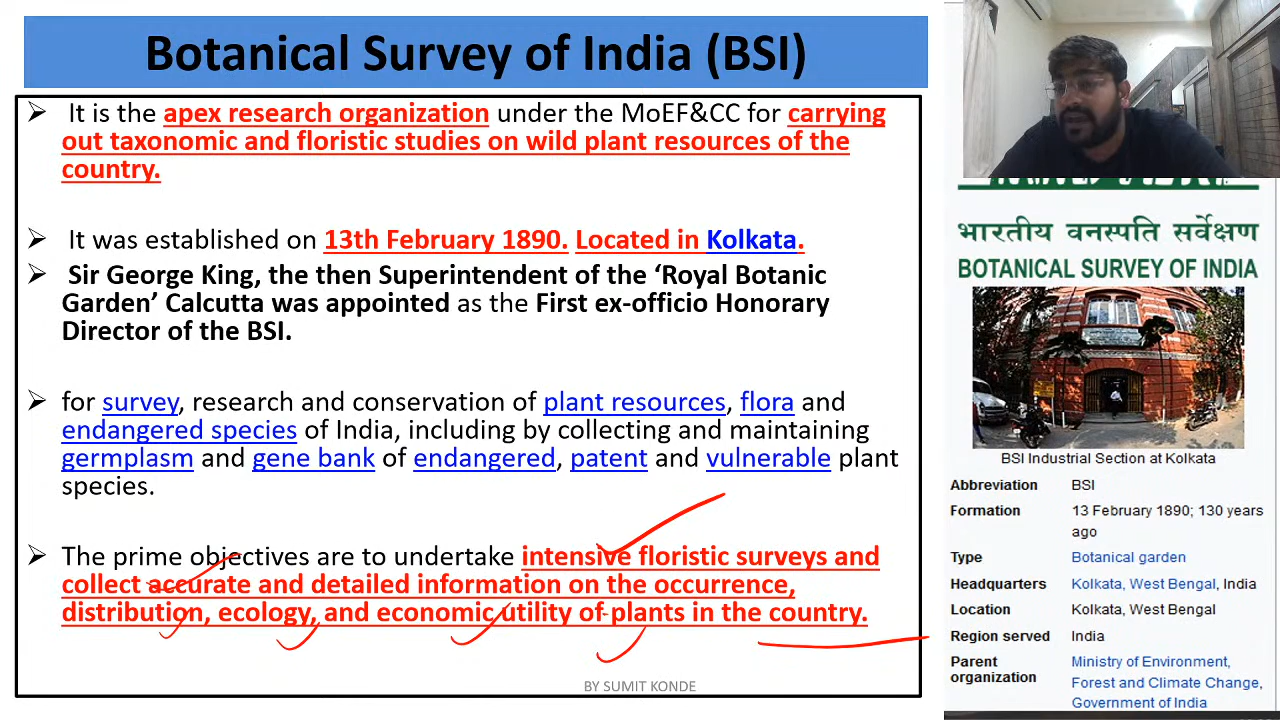 Botanical Survey of India (BSI)
➢ It is the apex research organization under the MoEF&CC for carrying
out taxonomic and floristic studies on wild plant resources of the
country.
➢ It was established on 13th February 1890. Located in Kolkata.
➢ Sir George King, the then Superintendent of the ‘Royal Botanic
Garden’ Calcutta was appointed as the First ex-officio Honorary
Director of the BSI.
➢ for survey, research and conservation of plant resources, flora and
endangered species of India, including by collecting and maintaining
germplasm and gene bank of endangered, patent and vulnerable plant
species.
➢ The prime objectives are to undertake intensive floristic surveys and
collect accurate and detailed information on the occurrence,
distribution, ecology, and economic utility of plants in the country.
BY SUMIT KONDE
भारतीय वनस्पति सर्वेक्षण
BOTANICAL SURVEY OF INDIA
BSI Industrial Section at Kolkata
Abbreviation BSI
Formation 13 February 1890; 130 years
ago
Type Botanical garden
Headquarters Kolkata, West Bengal, India
Location Kolkata, West Bengal
Region served India
Parent Ministry of Environment,
organization Forest and Climate Change,
Government of India